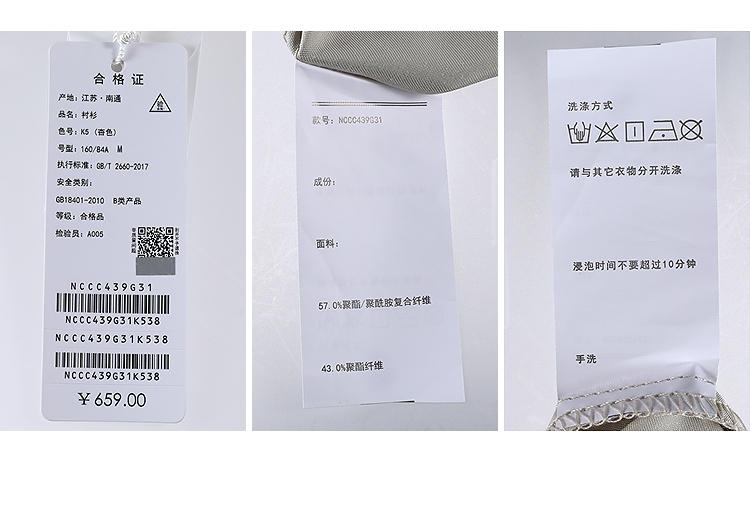 合格证
产地：江苏·南通
品名：衬衫
色号：K5 (杏色)
号型：160/84A M
执行标准：GB/T 2660-2017
安全类别：
GB18401-2010 B类产品
等级：合格品
检验员：A005
NCCC439G31
NCCC439G31K538
NCCC439G31K538
NCCC439G31K538
￥659.00
款号：NCCC439G31
成份：
面料：
57.0%聚酯/聚酰胺复合纤维
43.0%聚酯纤维
洗涤方式
请与其它衣物分开洗涤
浸泡时间不要超过10分钟
手洗